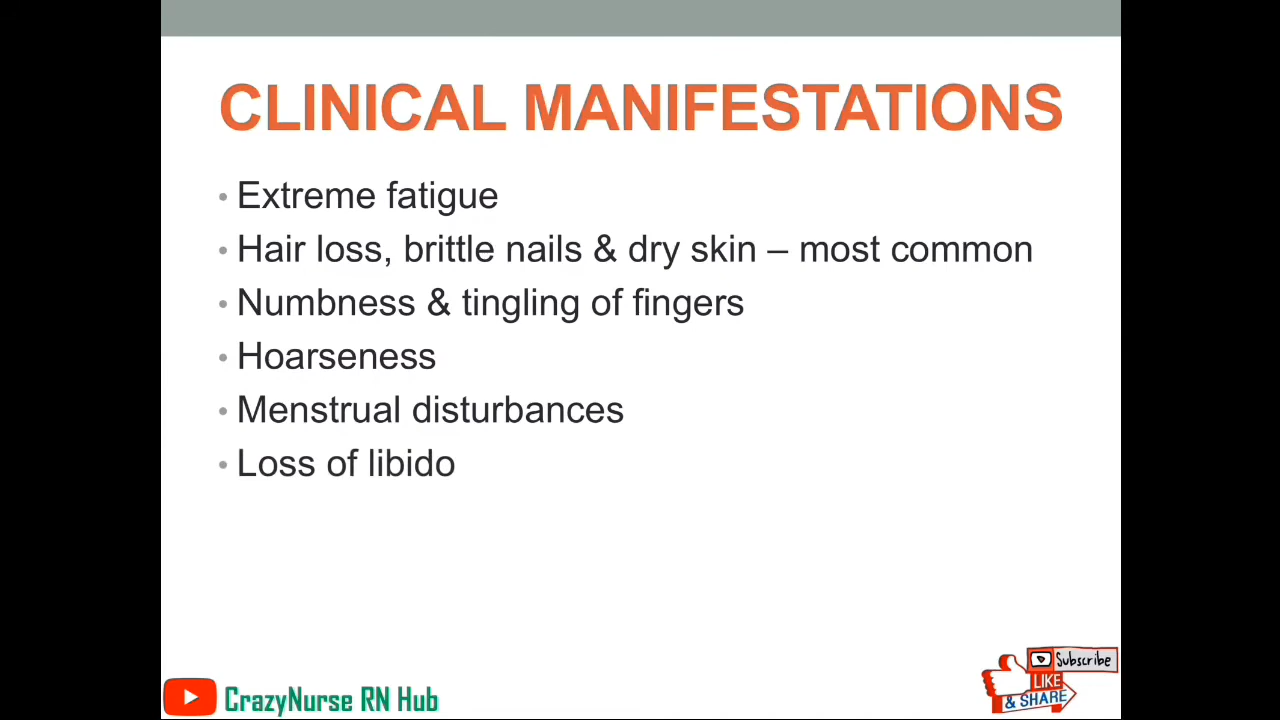 CLINICAL MANIFESTATIONS
• Extreme fatigue
• Hair loss, brittle nails & dry skin – most common
• Numbness & tingling of fingers
• Hoarseness
• Menstrual disturbances
• Loss of libido
Subscribe
LIKE
& SHARE
CrazyNurse RN Hub